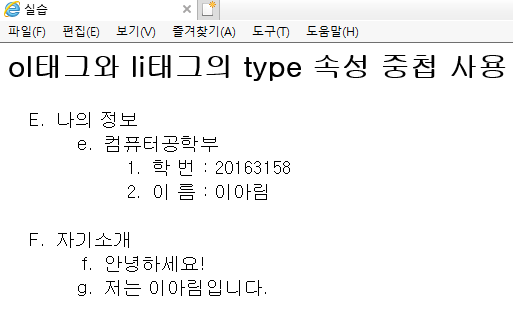 실습
파일(F) 편집(E) 보기(V) 즐겨찾기(A) 도구(T) 도움말(H)
ol태그와 li태그의 type 속성 중첩 사용
E. 나의 정보
e. 컴퓨터공학부
1. 학 번 : 20163158
2. 이 름 : 이아림
F. 자기소개
f. 안녕하세요!
g. 저는 이아림입니다.